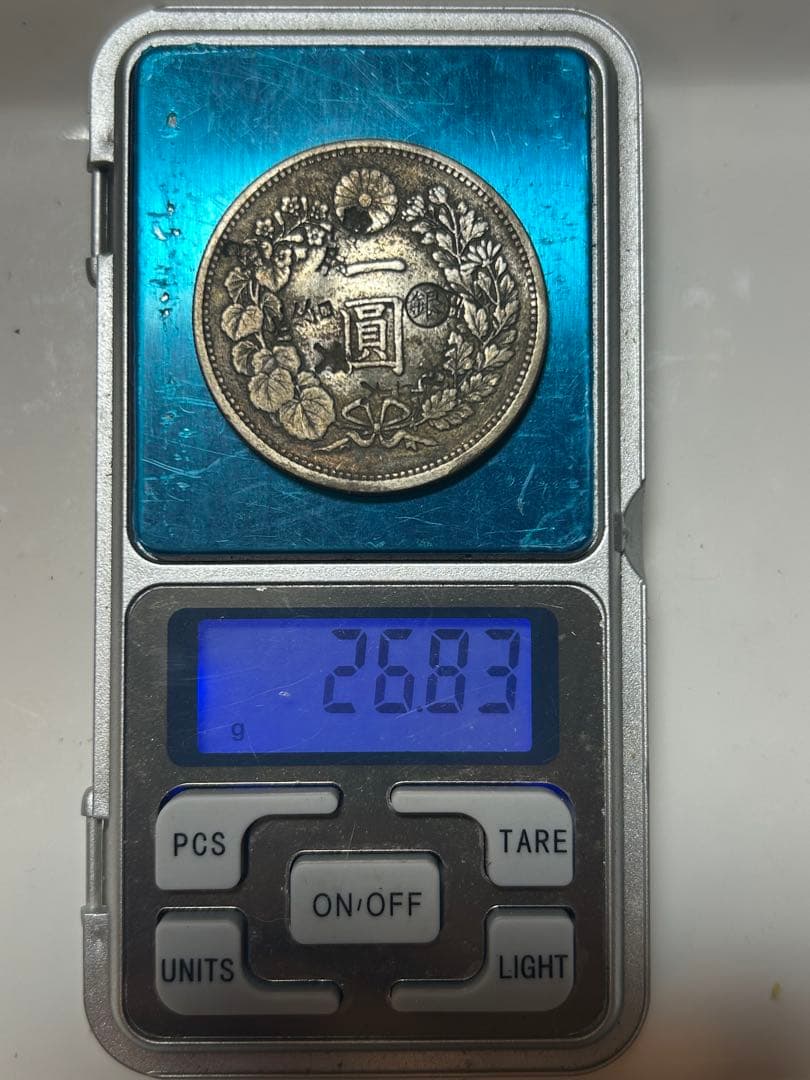 一
圓
銀
26.83
g
PCS
TARE
ON/OFF
UNITS
LIGHT